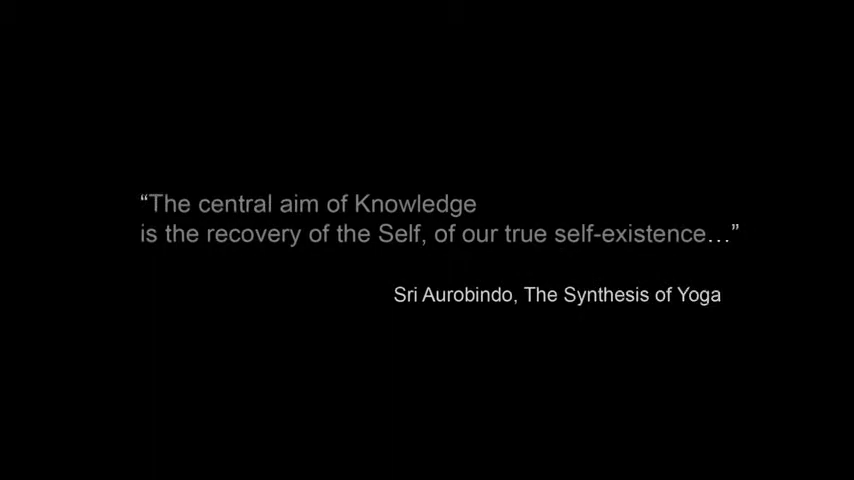 “The central aim of Knowledge
is the recovery of the Self, of our true self-existence…”
Sri Aurobindo, The Synthesis of Yoga